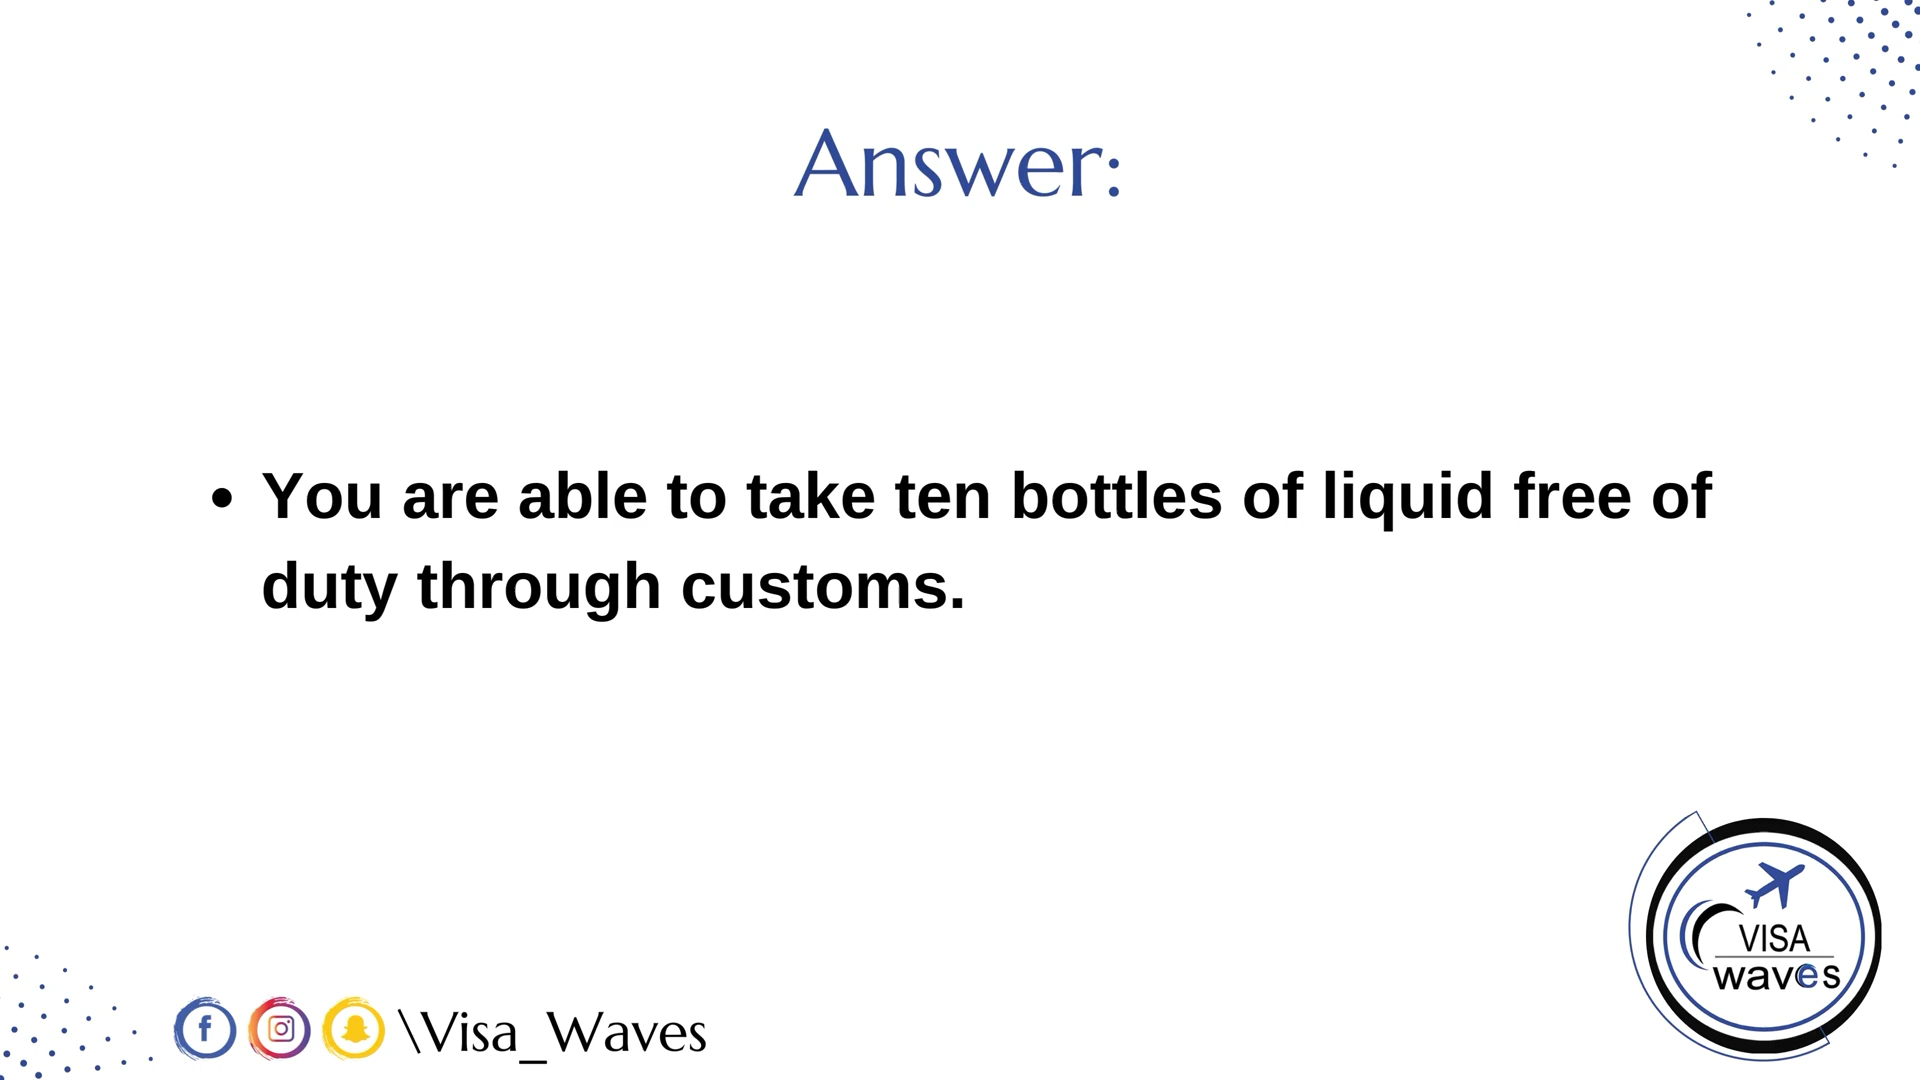 Answer:
• You are able to take ten bottles of liquid free of
duty through customs.
VISA
waves
\Visa_Waves